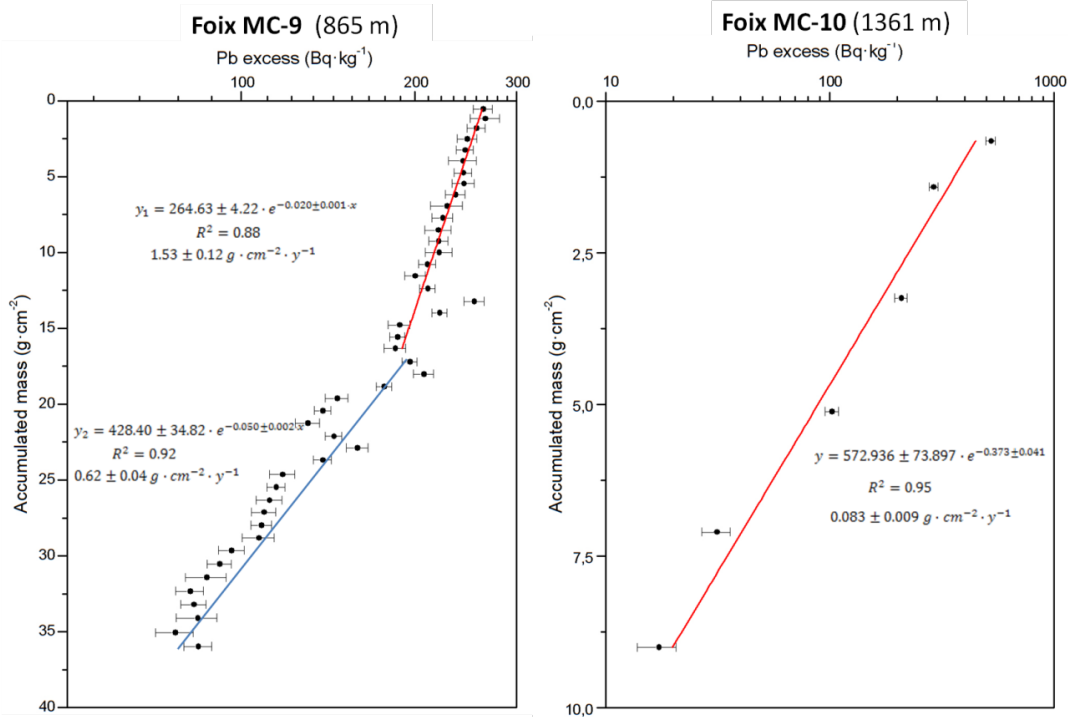 Foix MC-9 (865 m)
Pb excess (Bq·kg⁻¹)
100 200 300
0
5
10
15
20
25
30
35
40
Accumulated mass (g·cm⁻²)
y₁ = 264.63 ± 4.22 · e^−0.020±0.001·x
R² = 0.88
1.53 ± 0.12 g · cm⁻² · y⁻¹
y₂ = 428.40 ± 34.82 · e^−0.050±0.002·x
R² = 0.92
0.62 ± 0.04 g · cm⁻² · y⁻¹
Foix MC-10 (1361 m)
Pb excess (Bq·kg⁻¹)
10 100 1000
0,0
2,5
5,0
7,5
10,0
Accumulated mass (g·cm⁻²)
y = 572.936 ± 73.897 · e^−0.373±0.041
R² = 0.95
0.083 ± 0.009 g · cm⁻² · y⁻¹